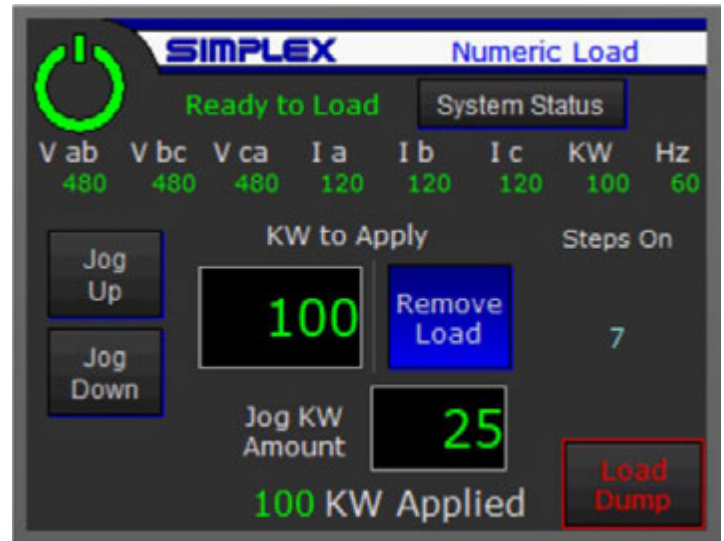 SIMPLEX Numeric Load
Ready to Load System Status
V ab V bc V ca I a I b I c KW Hz
480 480 480 120 120 120 100 60
KW to Apply Steps On
Jog
Up
100
Remove
Load
7
Jog
Down
Jog KW
Amount
25
Load
Dump
100 KW Applied